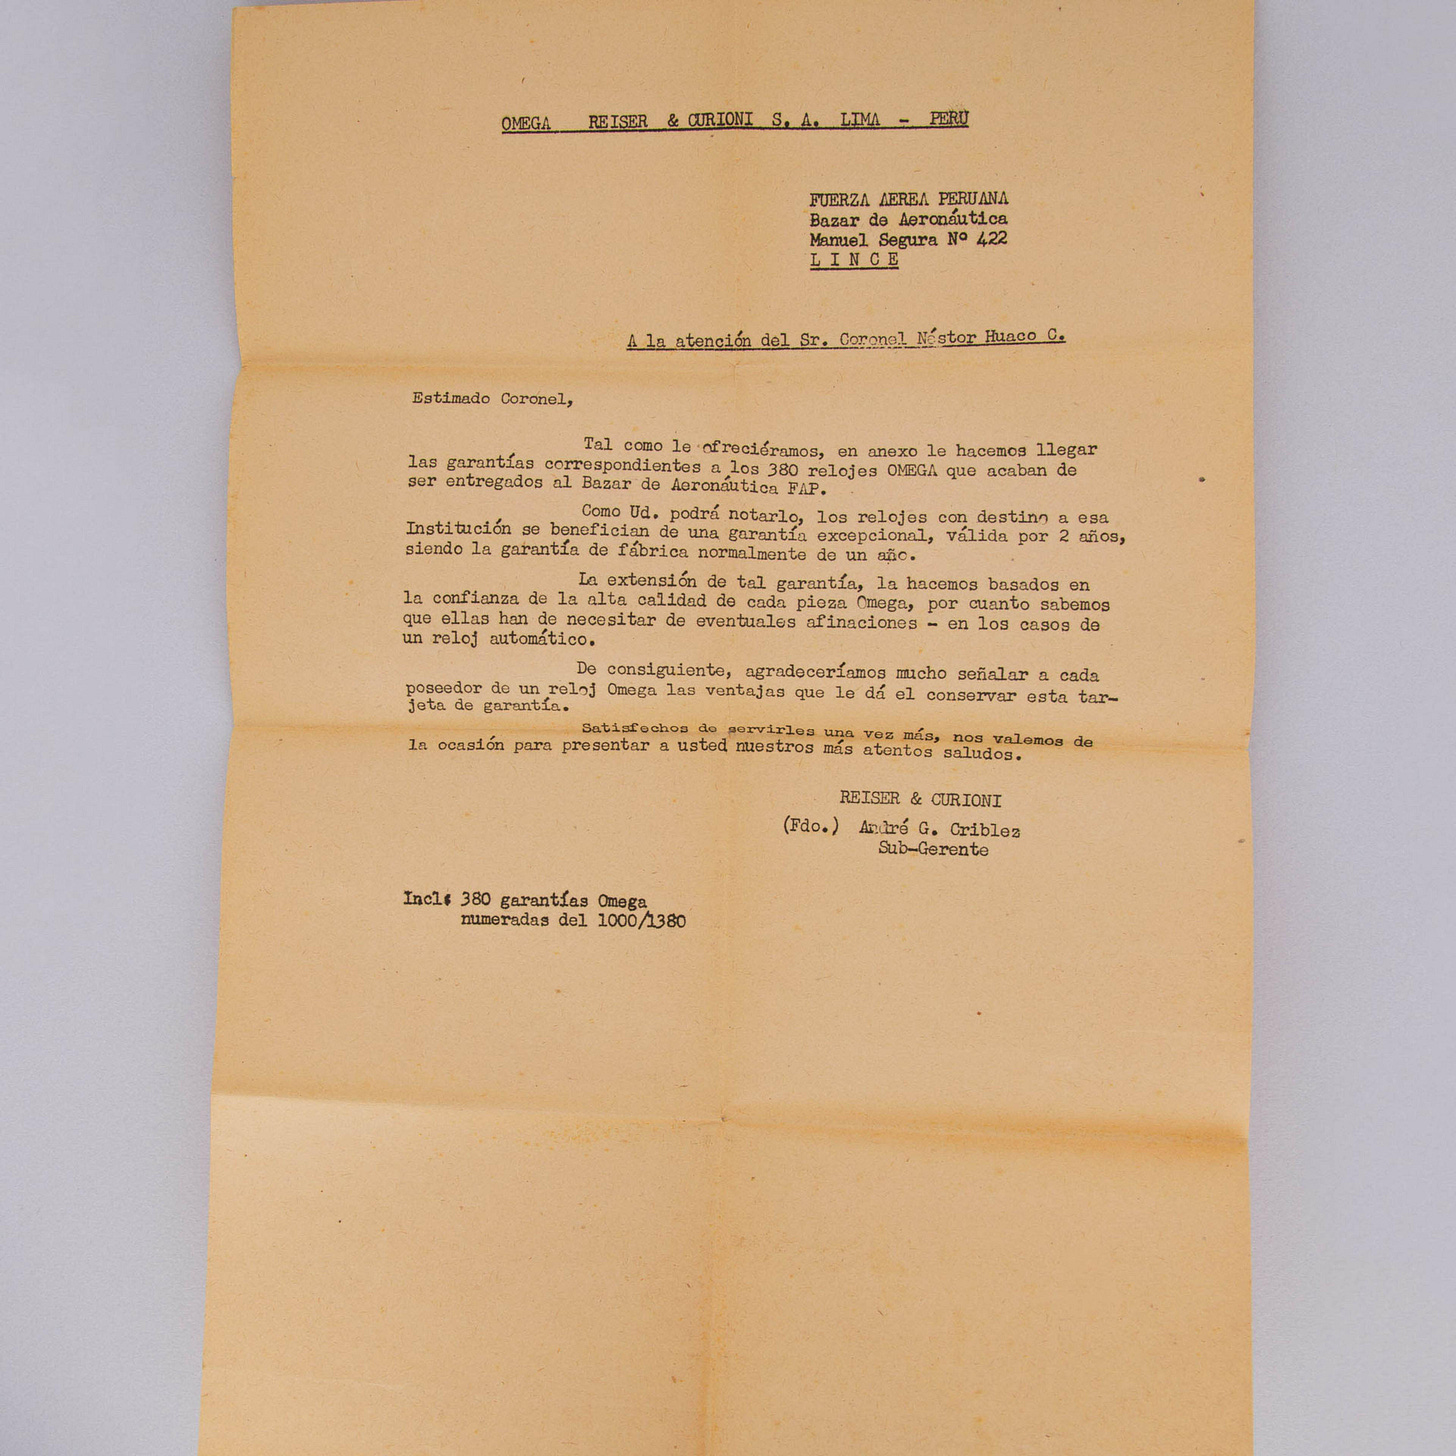 OMEGA REISER & CURIONI S. A. LIMA - PERU
FUERZA AEREA PERUANA
Bazar de Aeronáutica
Manuel Segura Nº 422
L I N C E
A la atención del Sr. Coronel Néstor Huaco C.
Estimado Coronel,
Tal como le ofreciéramos, en anexo le hacemos llegar
las garantías correspondientes a los 380 relojes OMEGA que acaban de
ser entregados al Bazar de Aeronáutica FAP.
Como Ud. podrá notarlo, los relojes con destino a esa
Institución se benefician de una garantía excepcional, válida por 2 años,
siendo la garantía de fábrica normalmente de un año.
La extensión de tal garantía, la hacemos basados en
la confianza de la alta calidad de cada pieza Omega, por cuanto sabemos
que ellas han de necesitar de eventuales afinaciones - en los casos de
un reloj automático.
De consiguiente, agradeceríamos mucho señalar a cada
poseedor de un reloj Omega las ventajas que le dá el conservar esta tar-
jeta de garantía.
Satisfechos de servirles una vez más, nos valemos de
la ocasión para presentar a usted nuestros más atentos saludos.
REISER & CURIONI
(Fdo.) André G. Criblez
Sub-Gerente
Incl: 380 garantías Omega
numeradas del 1000/1380